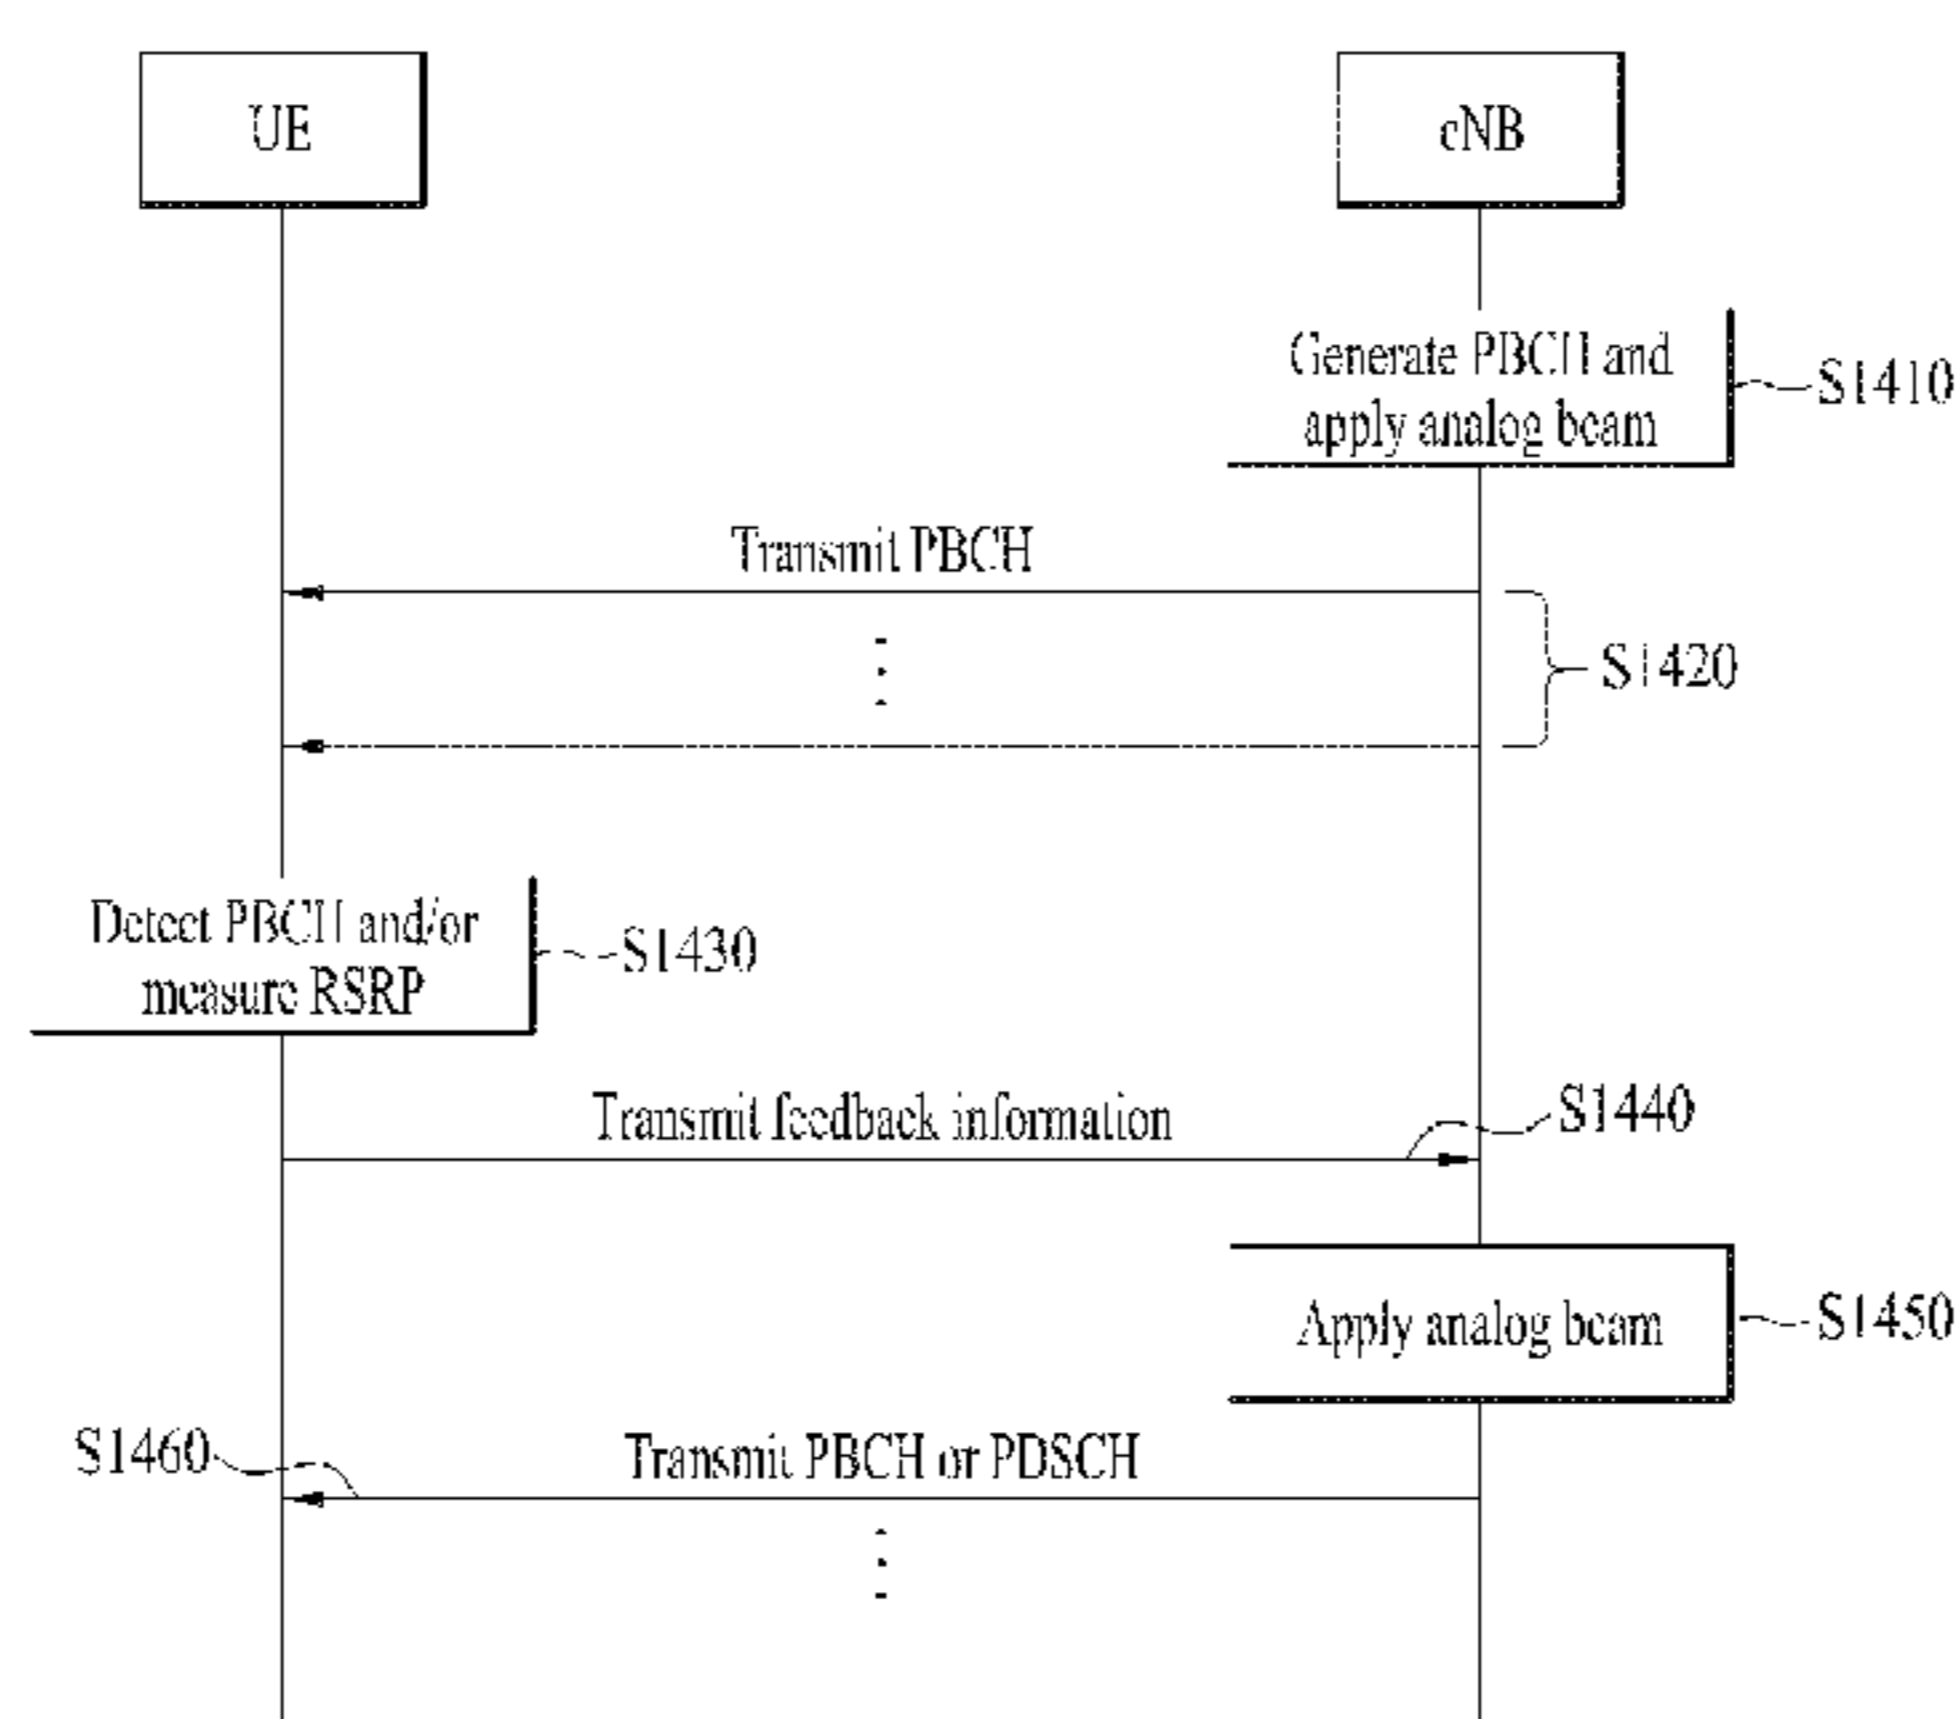 UE
eNB
Generate PBCH and
apply analog beam
S1410
Transmit PBCH
S1420
Detect PBCH and/or
measure RSRP
S1430
Transmit feedback information
S1440
Apply analog beam
S1450
S1460
Transmit PBCH or PDSCH